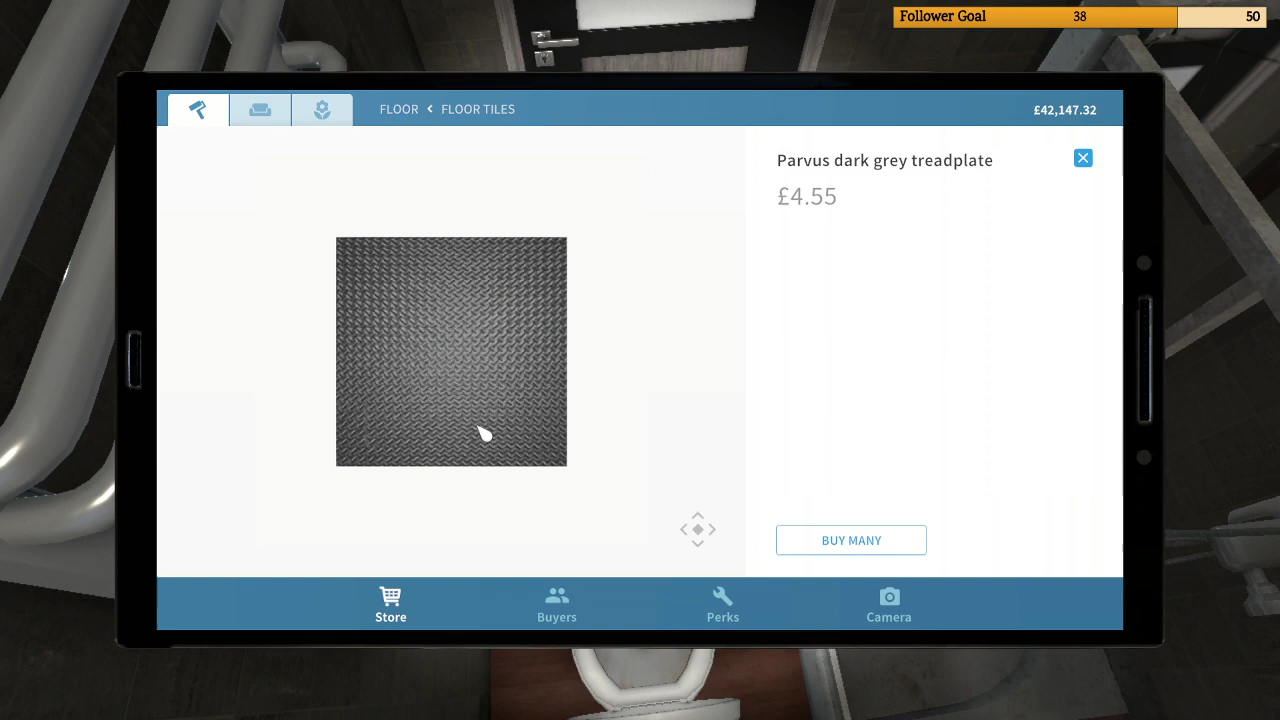 Follower Goal 38 50
FLOOR < FLOOR TILES £42,147.32
Parvus dark grey treadplate
£4.55
BUY MANY
Store Buyers Perks Camera